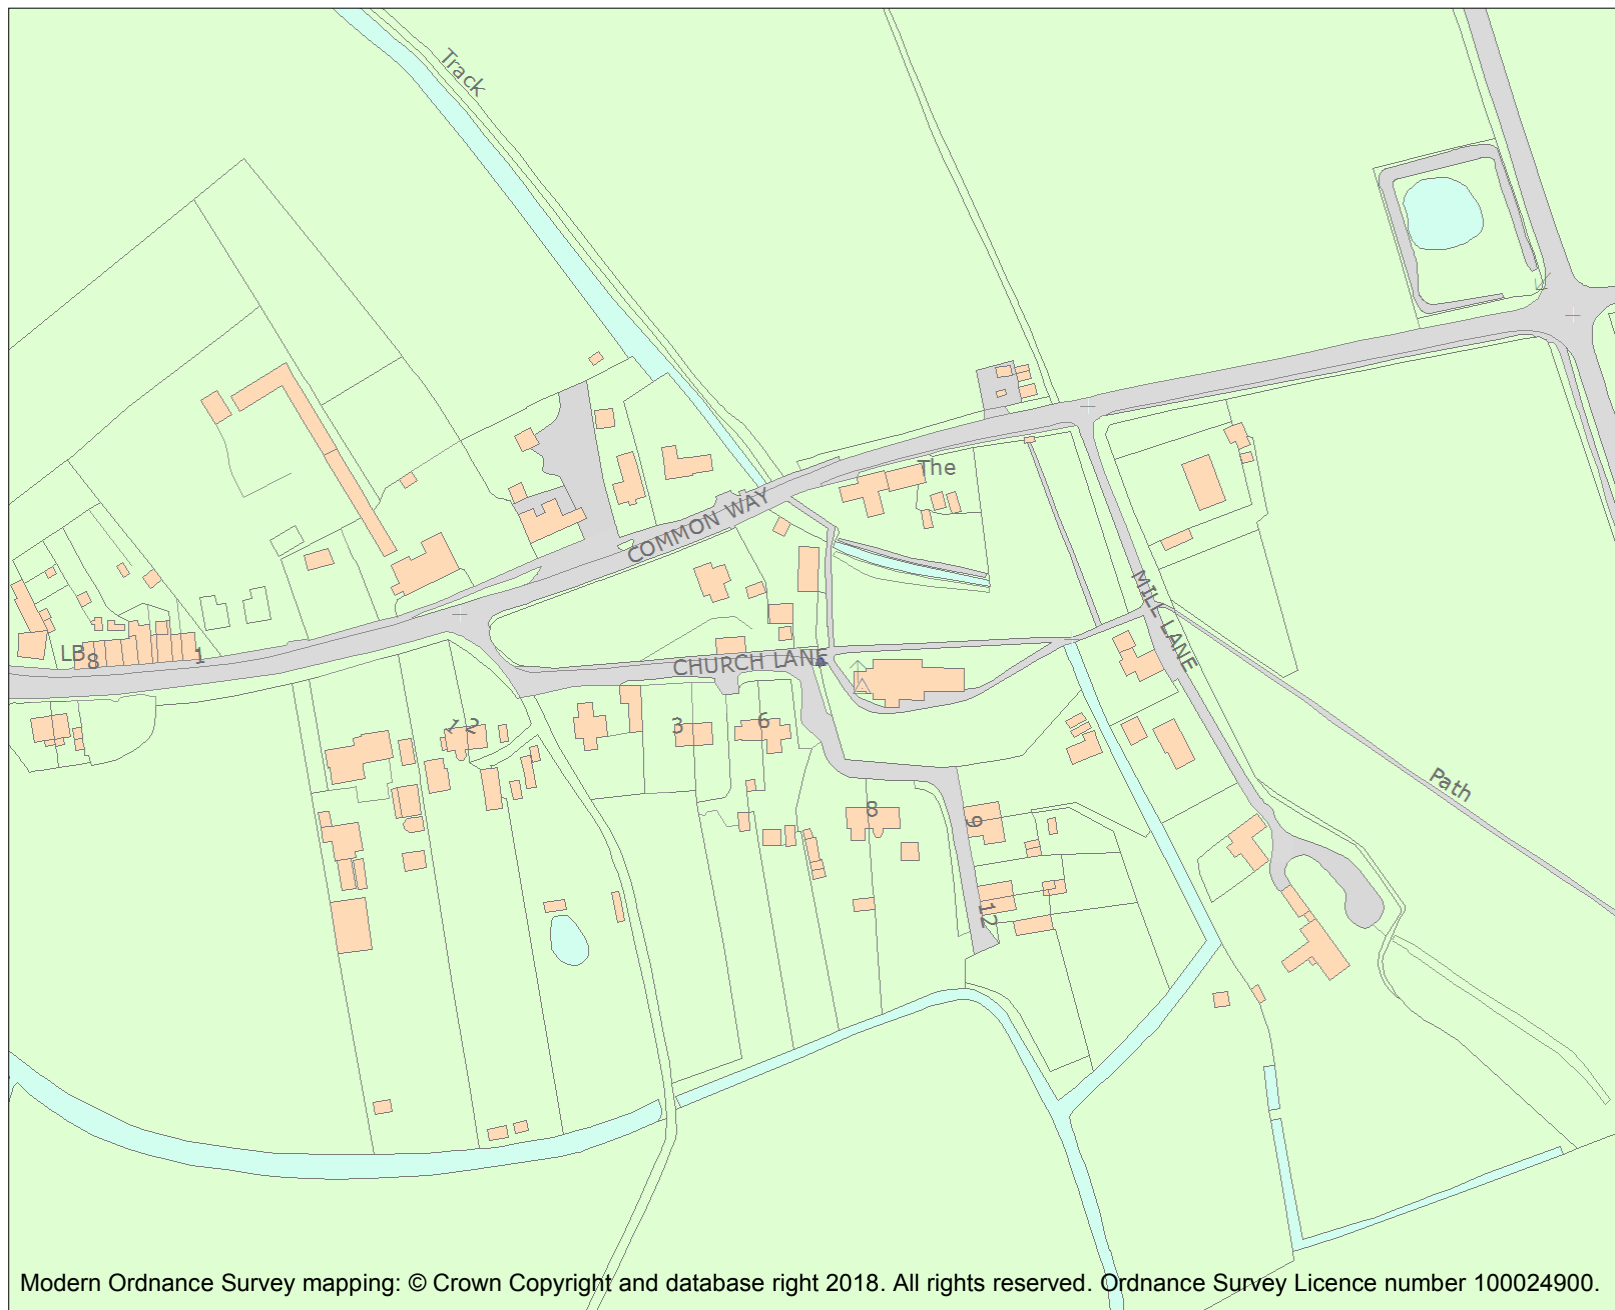 Track
The
COMMON WAY
MILL LANE
LB
8
1
CHURCH LANE
1
2
3
6
Path
8
9
12
Modern Ordnance Survey mapping: © Crown Copyright and database right 2018. All rights reserved. Ordnance Survey Licence number 100024900.